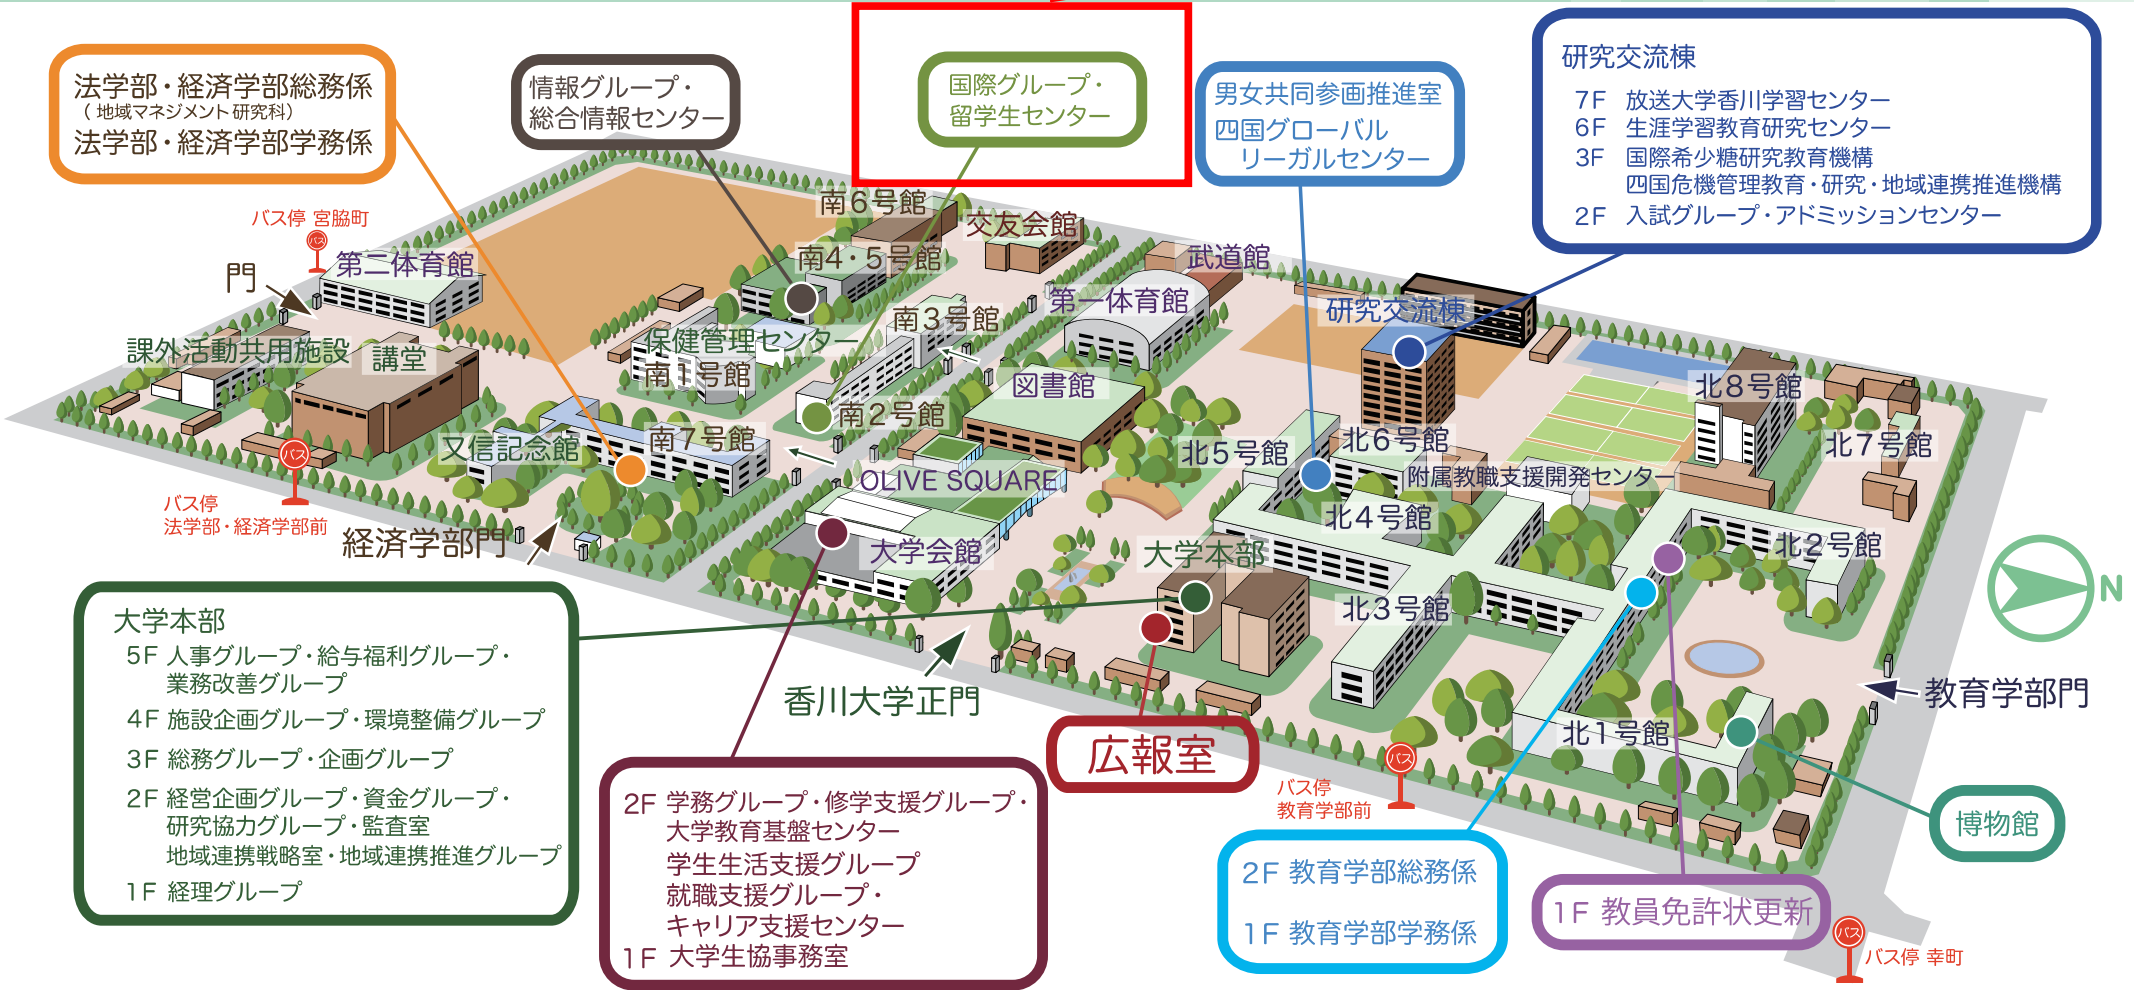 法学部・経済学部総務係
（ 地域マネジメント 研究科）
法学部・経済学部学務係
情報グループ・
総合情報センター
国際グループ・
留学生センター
男女共同参画推進室
四国グローバル
リーガルセンター
研究交流棟
7F 放送大学香川学習センター
6F 生涯学習教育研究センター
3F 国際希少糖研究教育機構
四国危機管理教育・研究・地域連携推進機構
2F 入試グループ・アドミッションセンター
バス停 宮脇町
バス
門
第二体育館
南6号館
交友会館
南4・5号館
武道館
第一体育館
研究交流棟
南3号館
保健管理センター
課外活動共用施設
講堂
南1号館
図書館
北8号館
南2号館
又信記念館
南7号館
北5号館
北6号館
北7号館
附属教職支援開発センター
OLIVE SQUARE
バス
バス停
法学部・経済学部前
経済学部門
北4号館
大学会館
大学本部
北2号館
北3号館
N
香川大学正門
教育学部門
北1号館
大学本部
5F 人事グループ・給与福利グループ・
業務改善グループ
4F 施設企画グループ・環境整備グループ
3F 総務グループ・企画グループ
2F 経営企画グループ・資金グループ・
研究協力グループ・監査室
地域連携戦略室・地域連携推進グループ
1F 経理グループ
2F 学務グループ・修学支援グループ・
大学教育基盤センター
学生生活支援グループ
就職支援グループ・
キャリア支援センター
1F 大学生協事務室
広報室
バス
バス停
教育学部前
博物館
2F 教育学部総務係
1F 教育学部学務係
1F 教員免許状更新
バス
バス停 幸町